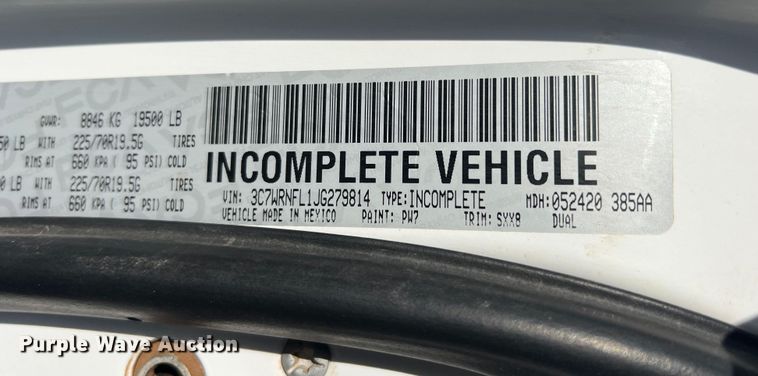 GVWR: 8846 KG 19500 LB
50 LB WITH 225/70R19.5G TIRES
RIMS AT 660 KPA ( 95 PSI) COLD
0 LB WITH 225/70R19.5G TIRES
RIMS AT 660 KPA ( 95 PSI) COLD
INCOMPLETE VEHICLE
VIN: 3C7WRNFL1JG279814 TYPE:INCOMPLETE MDH:052420 385AA
VEHICLE MADE IN MEXICO PAINT: PW7 TRIM: SXX8 DUAL
Purple Wave Auction